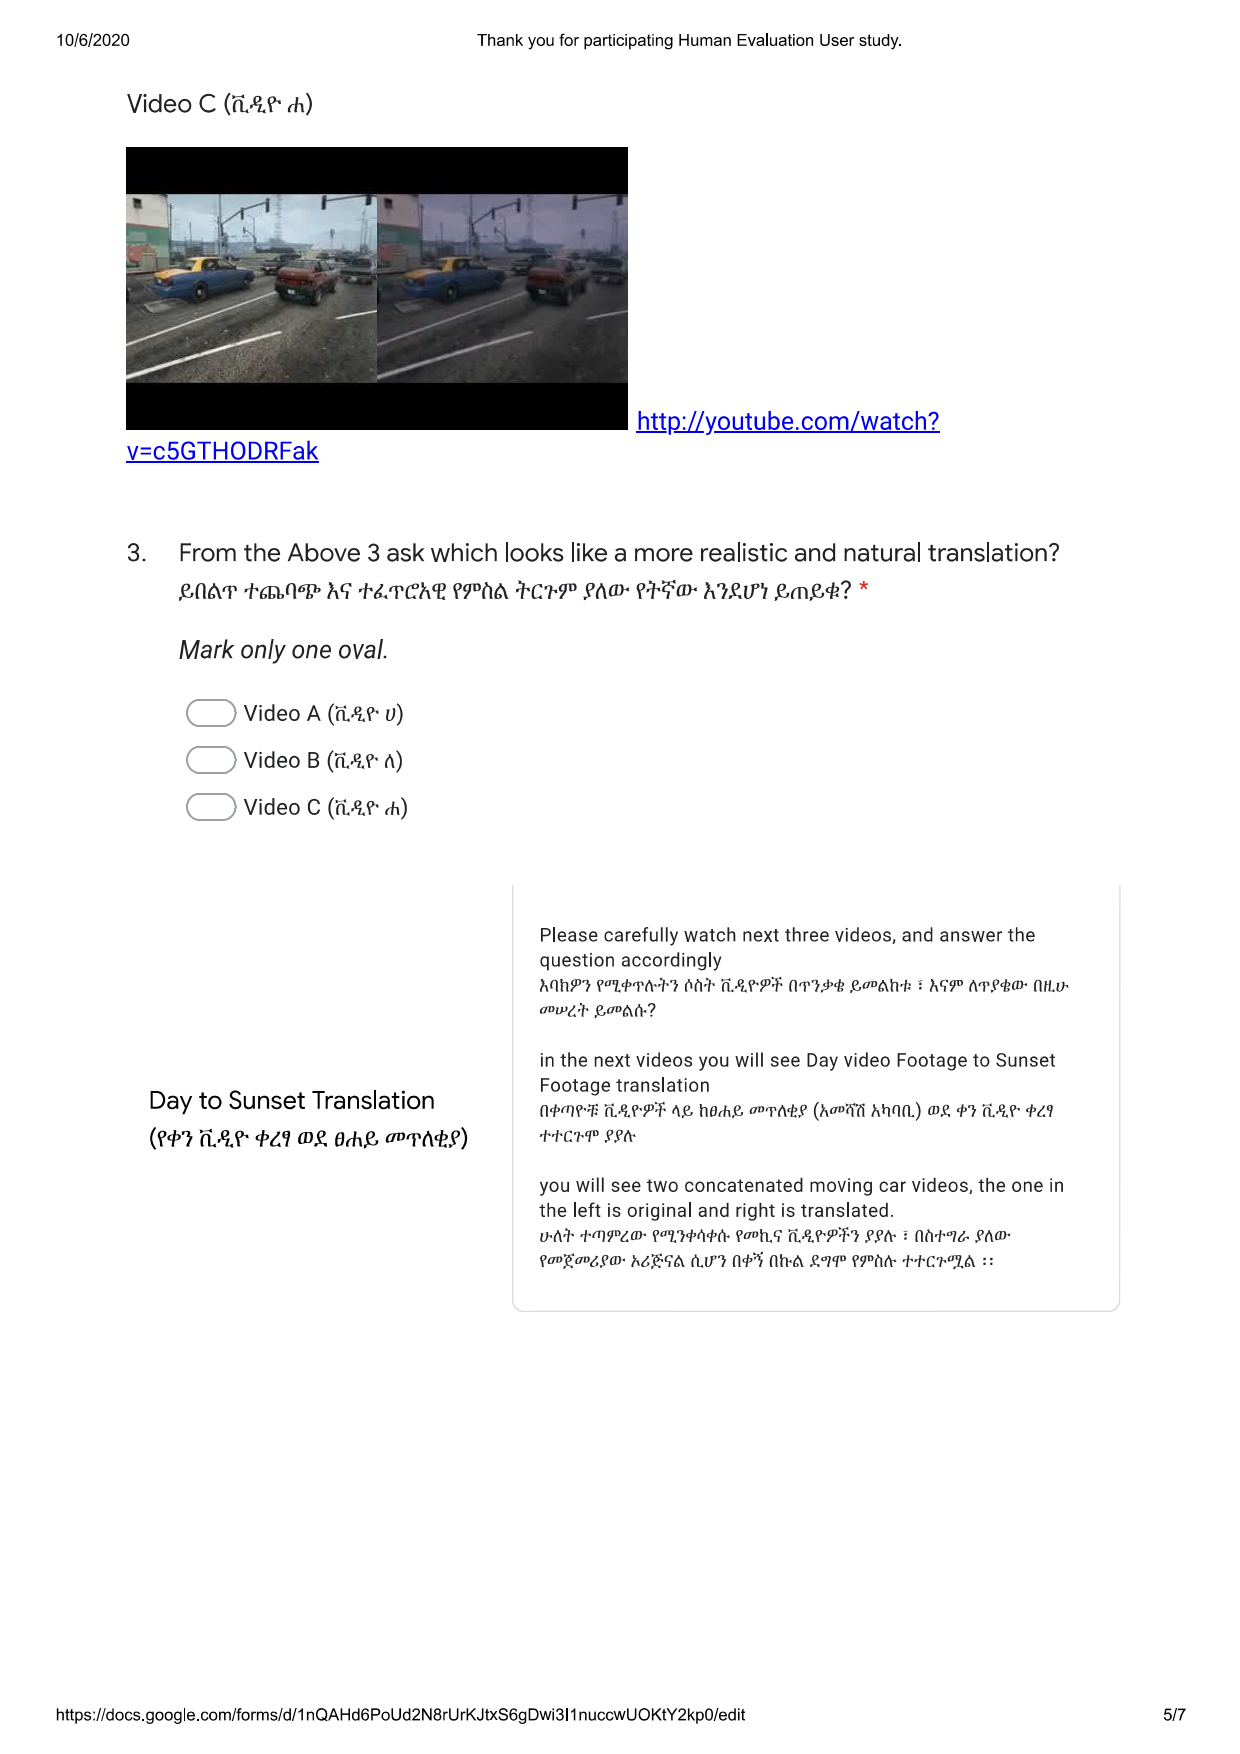 10/6/2020
Thank you for participating Human Evaluation User study.
Video C (ቪዲዮ ሐ)
http://youtube.com/watch?
v=c5GTHODRFak
3. From the Above 3 ask which looks like a more realistic and natural translation?
ይበልጥ ተጨባጭ እና ተፈጥሮአዊ የምስል ትርጉም ያለው የትኛው እንደሆነ ይጠይቁ? *
Mark only one oval.
Video A (ቪዲዮ ሀ)
Video B (ቪዲዮ ለ)
Video C (ቪዲዮ ሐ)
Day to Sunset Translation
(የቀን ቪዲዮ ቀረፃ ወደ ፀሐይ መጥለቂያ)
Please carefully watch next three videos, and answer the
question accordingly
እባክዎን የሚቀጥሉትን ሶስት ቪዲዮዎች በጥንቃቄ ይመልከቱ ፣ እናም ለጥያቄው በዚሁ
መሠረት ይመልሱ?
in the next videos you will see Day video Footage to Sunset
Footage translation
በቀጣዮቹ ቪዲዮዎች ላይ ከፀሐይ መጥለቂያ (አመሻሽ አካባቢ) ወደ ቀን ቪዲዮ ቀረፃ
ተተርጉሞ ያያሉ
you will see two concatenated moving car videos, the one in
the left is original and right is translated.
ሁለት ተጣምረው የሚንቀሳቀሱ የመኪና ቪዲዮዎችን ያያሉ ፣ በስተግራ ያለው
የመጀመሪያው ኦሪጅናል ሲሆን በቀኝ በኩል ደግሞ የምስሉ ተተርጉሟል ፡፡
https://docs.google.com/forms/d/1nQAHd6PoUd2N8rUrKJtxS6gDwi3I1nuccwUOKtY2kp0/edit
5/7